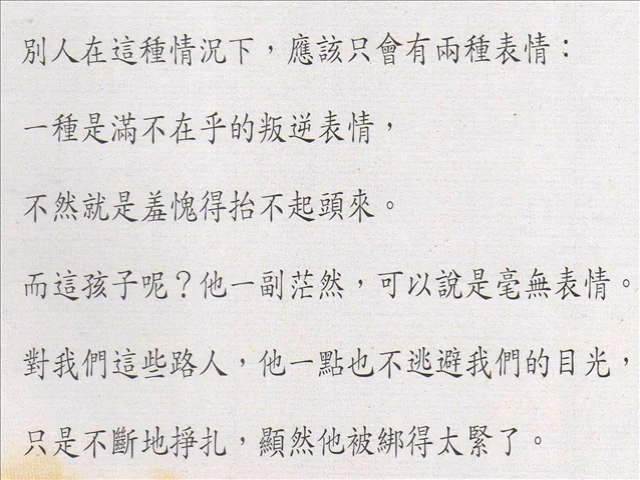 別人在這種情況下，應該只會有兩種表情：
一種是滿不在乎的叛逆表情，
不然就是羞愧得抬不起頭來。
而這孩子呢？他一副茫然，可以說是毫無表情。
對我們這些路人，他一點也不逃避我們的目光，
只是不斷地掙扎，顯然他被綁得太緊了。